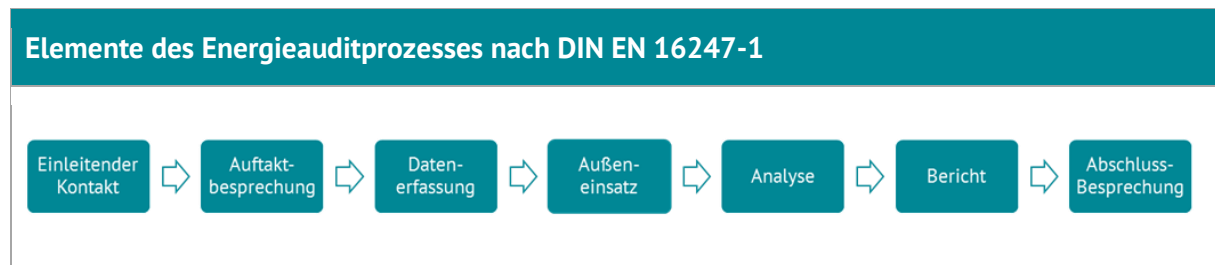 Elemente des Energieauditprozesses nach DIN EN 16247-1
Einleitender
Kontakt
Auftakt-
besprechung
Daten-
erfassung
Außen-
einsatz
Analyse
Bericht
Abschluss-
Besprechung